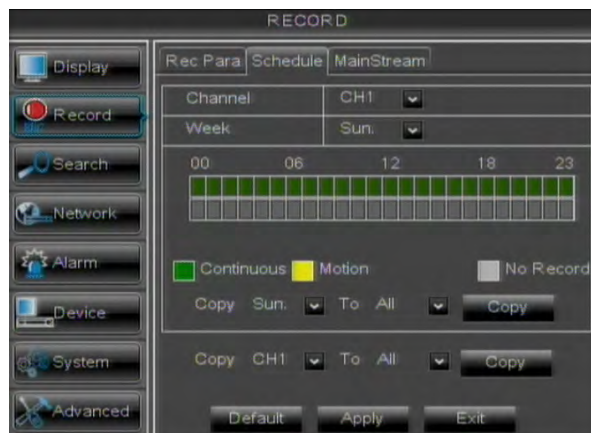 RECORD
Display
Record
Search
Network
Alarm
Device
System
Advanced
Rec Para Schedule MainStream
Channel CH1
Week Sun.
00 06 12 18 23
Continuous Motion No Record
Copy Sun. To All Copy
Copy CH1 To All Copy
Default Apply Exit